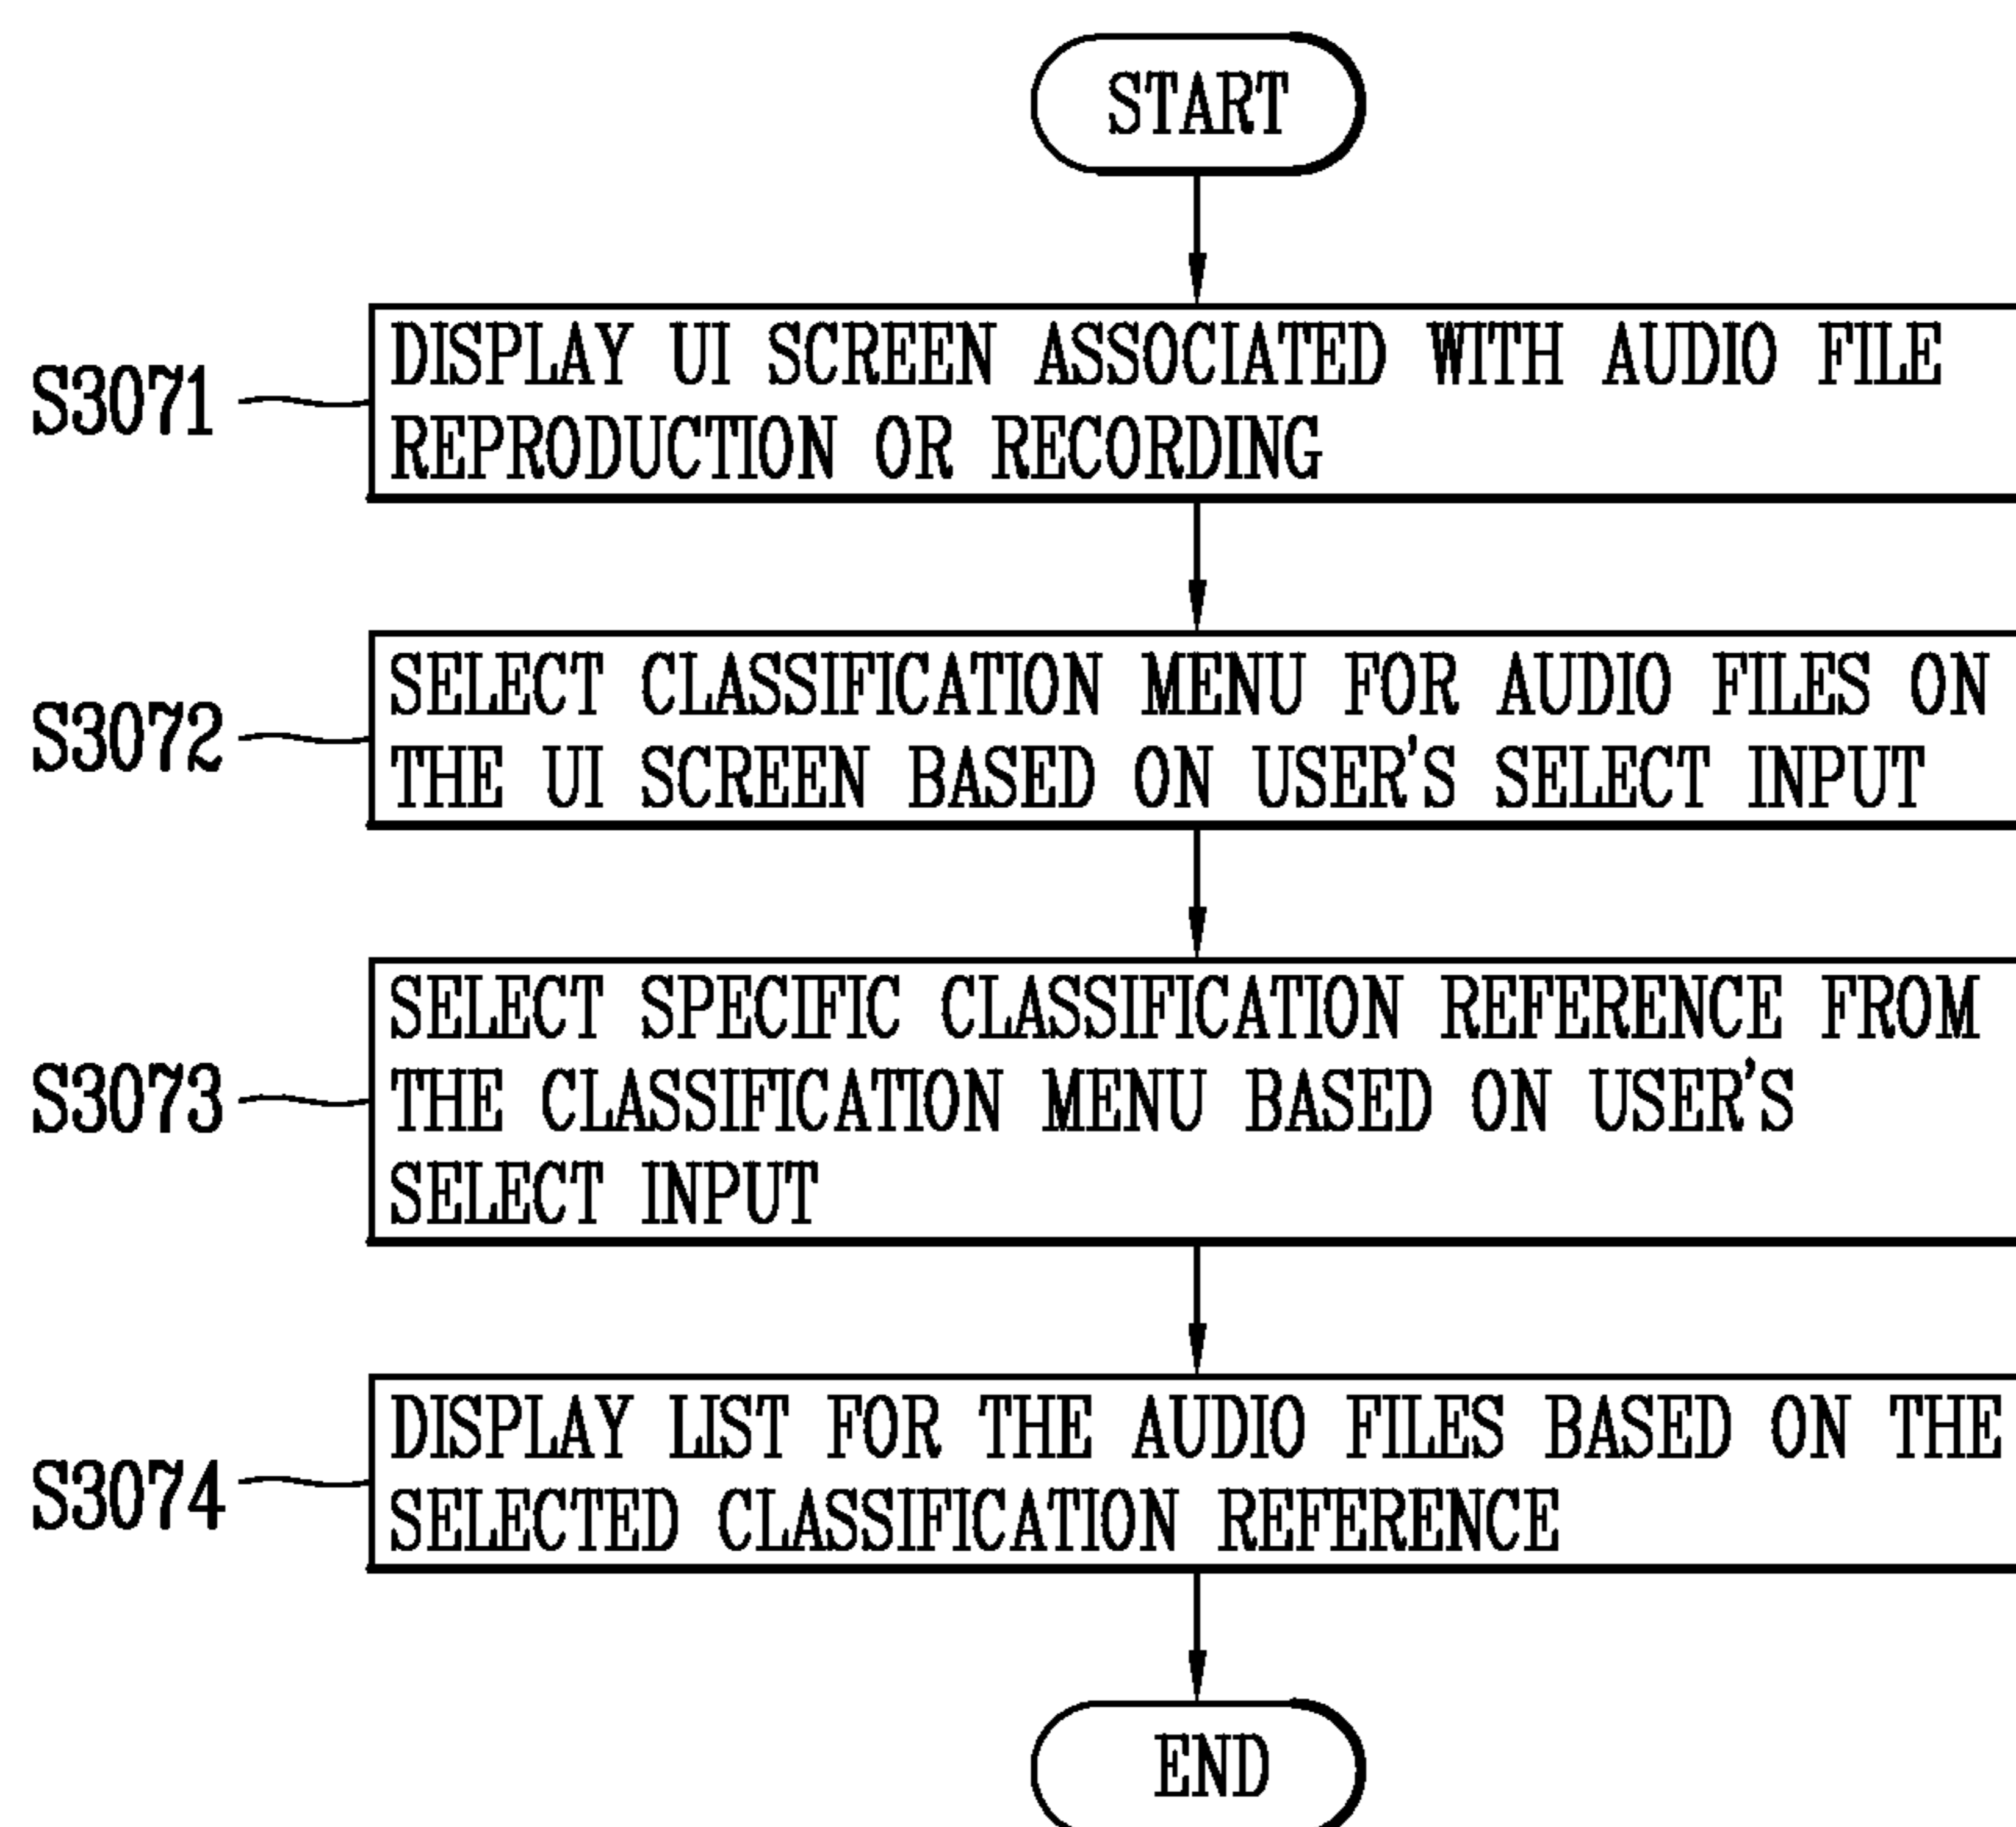 START
S3071
DISPLAY UI SCREEN ASSOCIATED WITH AUDIO FILE
REPRODUCTION OR RECORDING
S3072
SELECT CLASSIFICATION MENU FOR AUDIO FILES ON
THE UI SCREEN BASED ON USER'S SELECT INPUT
S3073
SELECT SPECIFIC CLASSIFICATION REFERENCE FROM
THE CLASSIFICATION MENU BASED ON USER'S
SELECT INPUT
S3074
DISPLAY LIST FOR THE AUDIO FILES BASED ON THE
SELECTED CLASSIFICATION REFERENCE
END